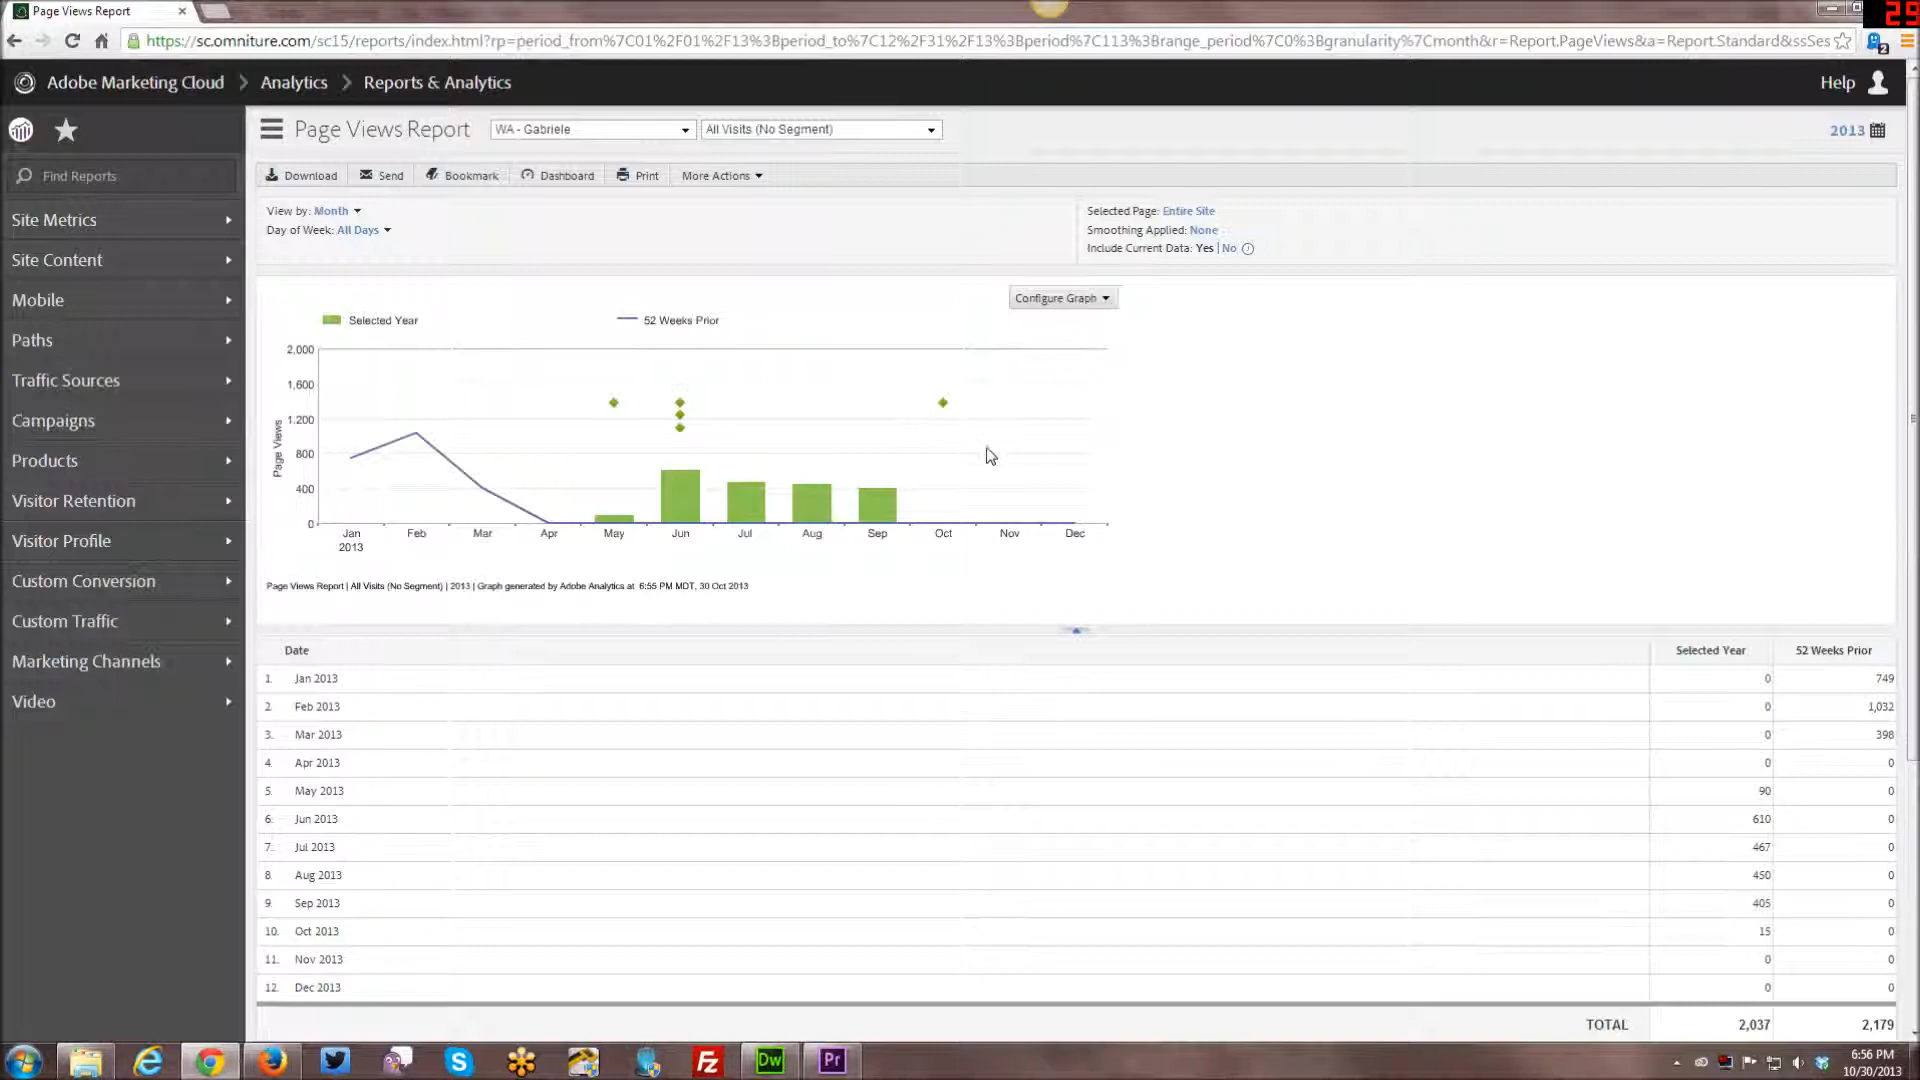 Page Views Report
29
https://sc.omniture.com/sc15/reports/index.html?rp=period_from%7C01%2F01%2F13%3Bperiod_to%7C12%2F31%2F13%3Bperiod%7C113%3Brange_period%7C0%3Bgranularity%7Cmonth&r=Report.PageViews&a=Report.Standard&ssSes
2
Adobe Marketing Cloud > Analytics > Reports & Analytics
Help
Page Views Report
WA - Gabriele
All Visits (No Segment)
2013
Find Reports
Download Send Bookmark Dashboard Print More Actions
Site Metrics
Site Content
Mobile
Paths
Traffic Sources
Campaigns
Products
Visitor Retention
Visitor Profile
Custom Conversion
Custom Traffic
Marketing Channels
Video
View by: Month
Day of Week: All Days
Selected Page: Entire Site
Smoothing Applied: None
Include Current Data: Yes | No
Configure Graph
Selected Year
52 Weeks Prior
Page Views
2,000
1,600
1,200
800
400
0
Jan Feb Mar Apr May Jun Jul Aug Sep Oct Nov Dec
2013
Page Views Report | All Visits (No Segment) | 2013 | Graph generated by Adobe Analytics at 6:55 PM MDT, 30 Oct 2013
Date Selected Year 52 Weeks Prior
1. Jan 2013 0 749
2. Feb 2013 0 1,032
3. Mar 2013 0 398
4. Apr 2013 0 0
5. May 2013 90 0
6. Jun 2013 610 0
7. Jul 2013 467 0
8. Aug 2013 450 0
9. Sep 2013 405 0
10. Oct 2013 15 0
11. Nov 2013 0 0
12. Dec 2013 0 0
TOTAL 2,037 2,179
S
Fz
Dw
Pr
6:56 PM
10/30/2013